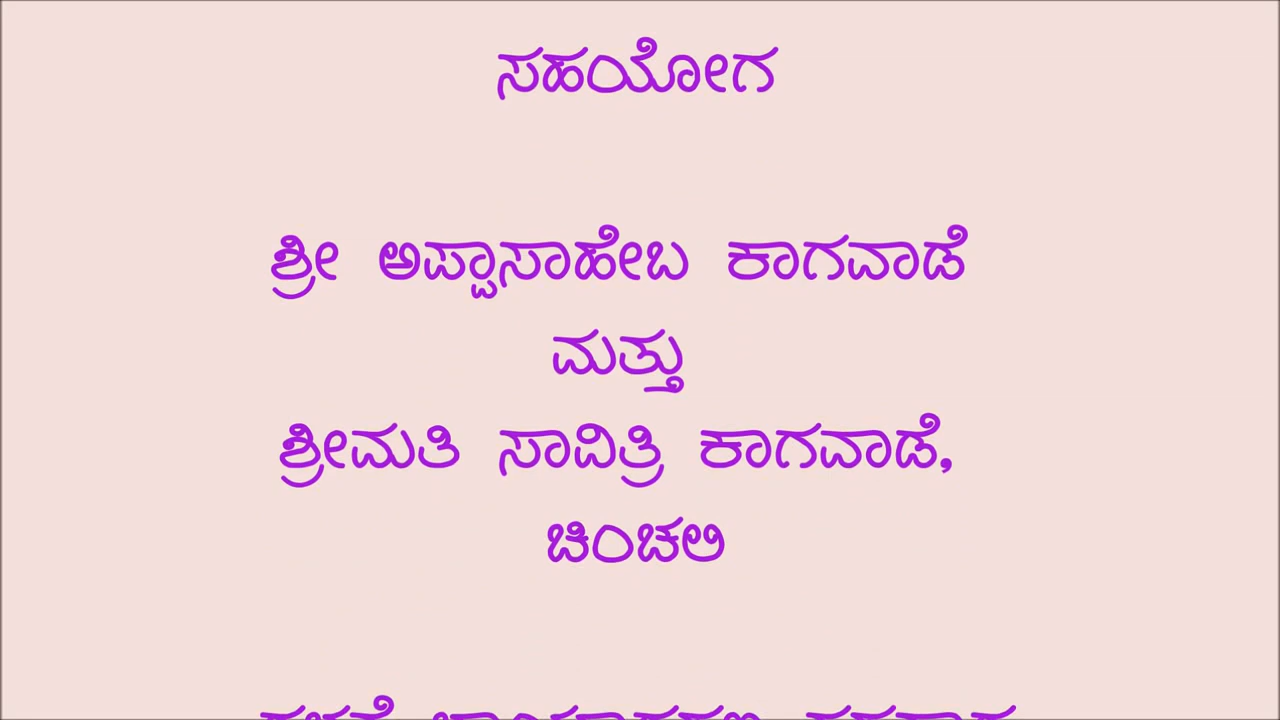 ಸಹಯೋಗ
ಶ್ರೀ ಅಪ್ಪಾಸಾಹೇಬ ಕಾಗವಾಡೆ
ಮತ್ತು
ಶ್ರೀಮತಿ ಸಾವಿತ್ರಿ ಕಾಗವಾಡೆ,
ಚಿಂಚಲಿ